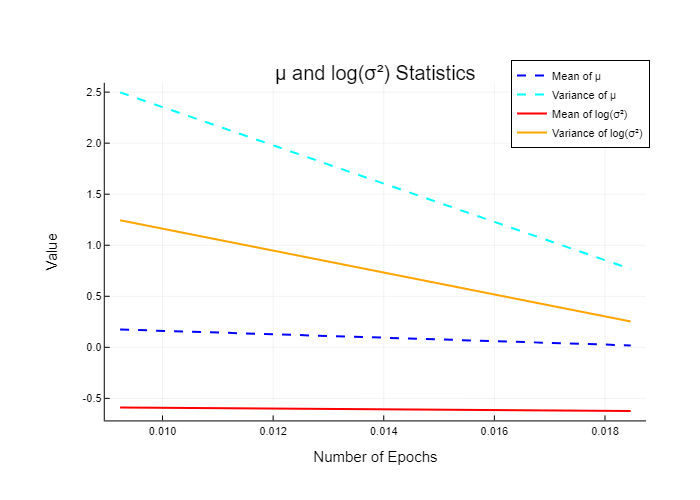 μ and log(σ²) Statistics
Mean of μ
Variance of μ
Mean of log(σ²)
Variance of log(σ²)
Value
2.5
2.0
1.5
1.0
0.5
0.0
-0.5
0.010
0.012
0.014
0.016
0.018
Number of Epochs